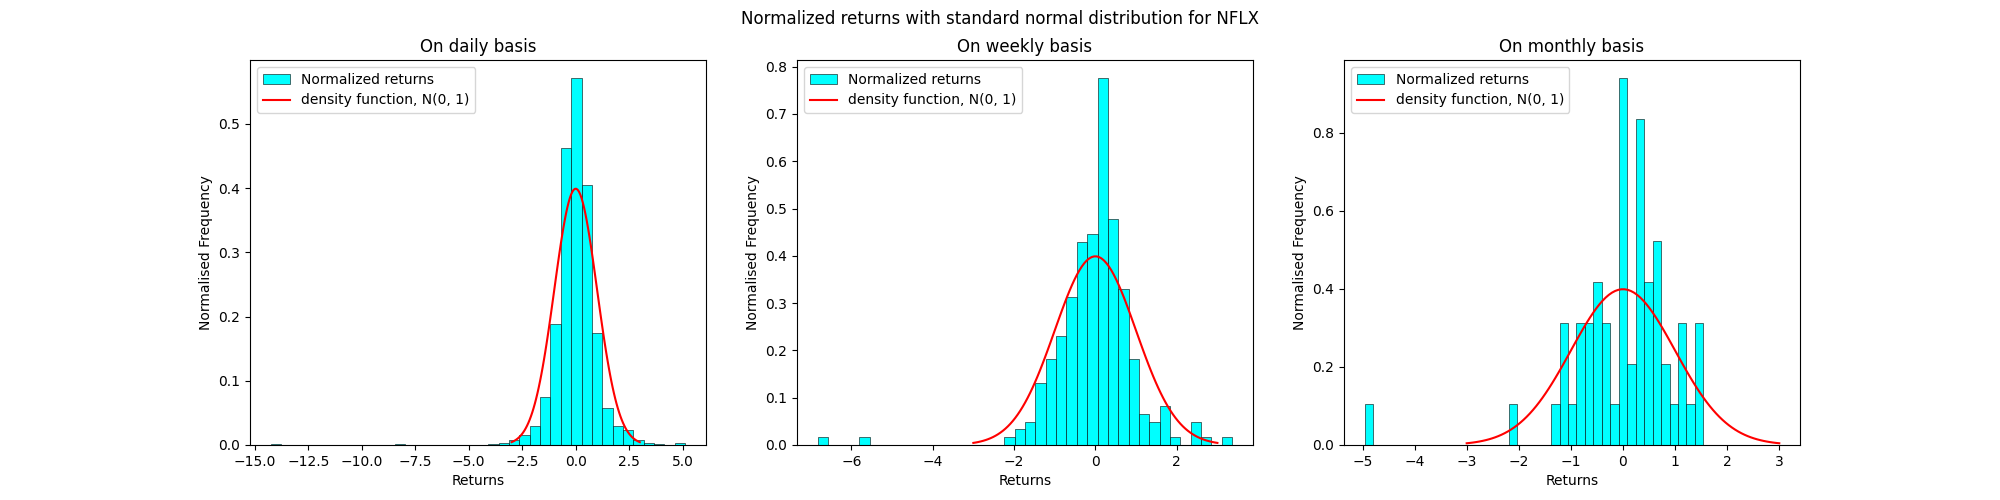 Normalized returns with standard normal distribution for NFLX
On daily basis
Normalized returns
density function, N(0, 1)
Normalised Frequency
0.5
0.4
0.3
0.2
0.1
0.0
−15.0 −12.5 −10.0 −7.5 −5.0 −2.5 0.0 2.5 5.0
Returns
On weekly basis
Normalized returns
density function, N(0, 1)
Normalised Frequency
0.8
0.7
0.6
0.5
0.4
0.3
0.2
0.1
0.0
−6 −4 −2 0 2
Returns
On monthly basis
Normalized returns
density function, N(0, 1)
Normalised Frequency
0.8
0.6
0.4
0.2
0.0
−5 −4 −3 −2 −1 0 1 2 3
Returns